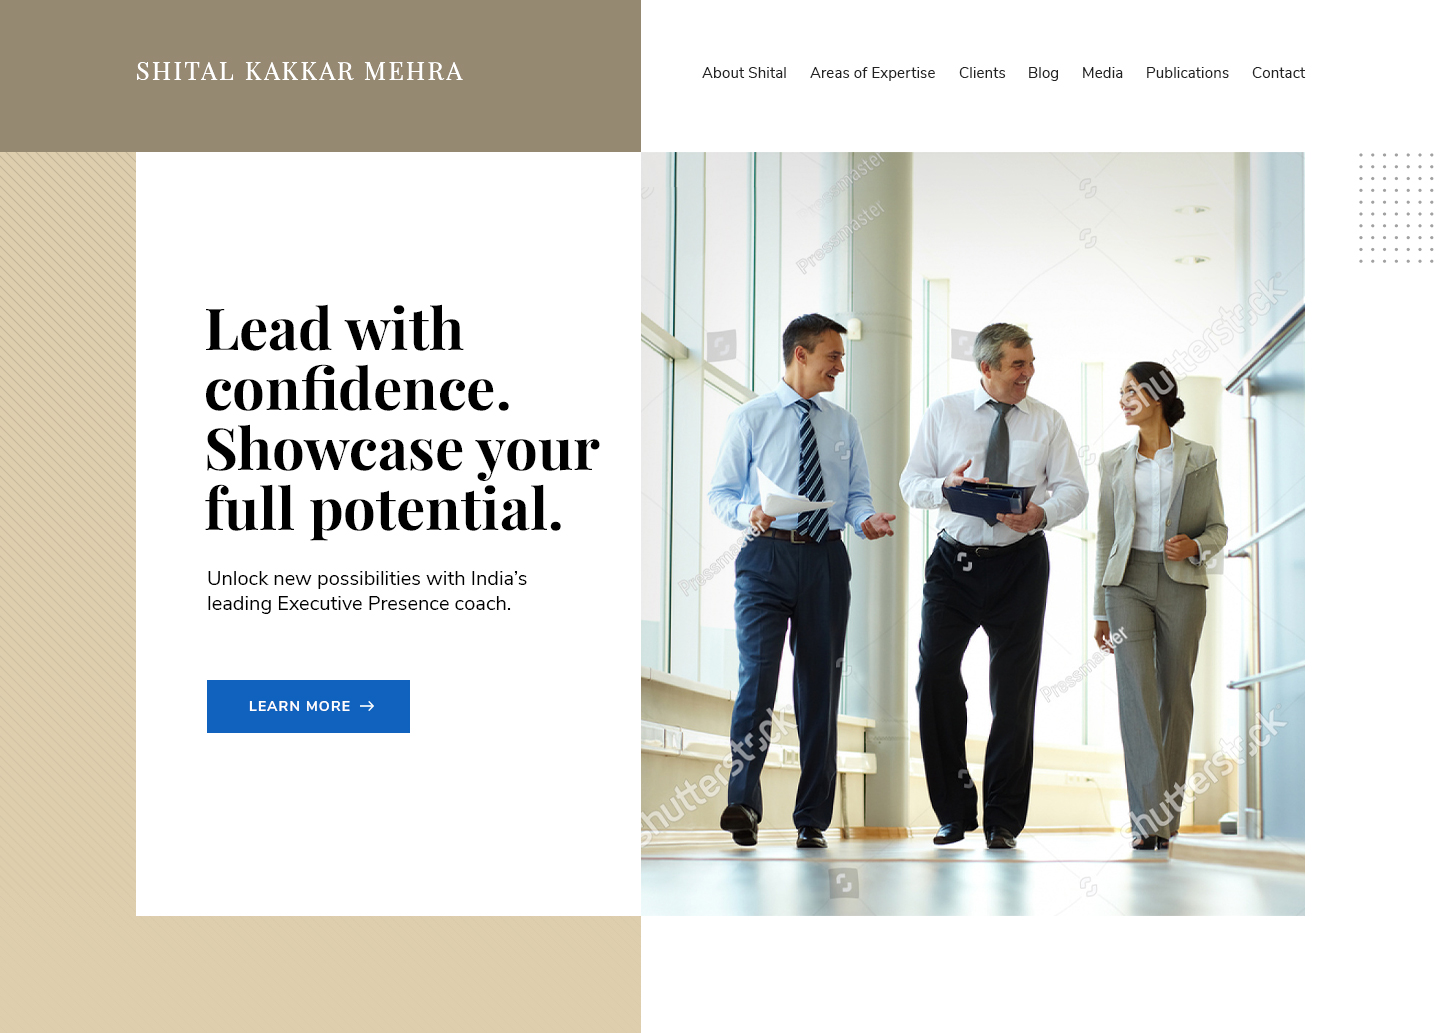 SHITAL KAKKAR MEHRA
About Shital Areas of Expertise Clients Blog Media Publications Contact
Lead with
confidence.
Showcase your
full potential.
Unlock new possibilities with India’s
leading Executive Presence coach.
LEARN MORE →
Pressmaster
Pressmaster
shutterstock
Pressmaster
Pressmaster
shutterstock
shutterstock